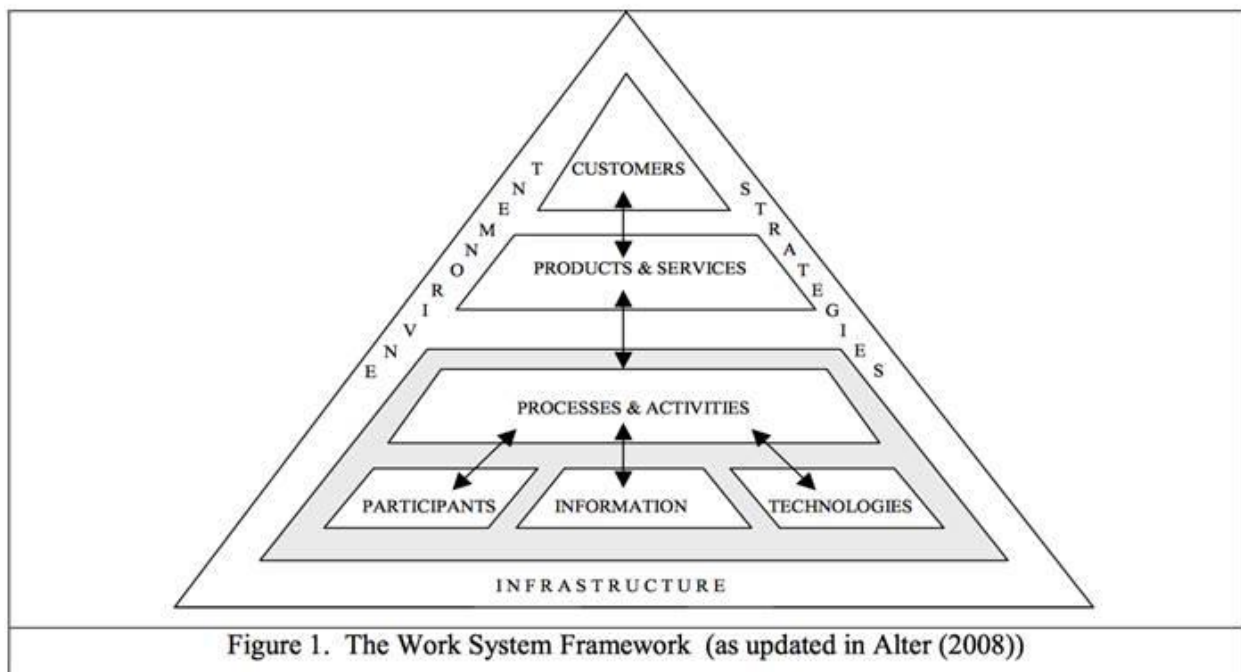 CUSTOMERS
ENVIRONMENT
STRATEGIES
PRODUCTS & SERVICES
PROCESSES & ACTIVITIES
PARTICIPANTS
INFORMATION
TECHNOLOGIES
INFRASTRUCTURE
Figure 1. The Work System Framework (as updated in Alter (2008))